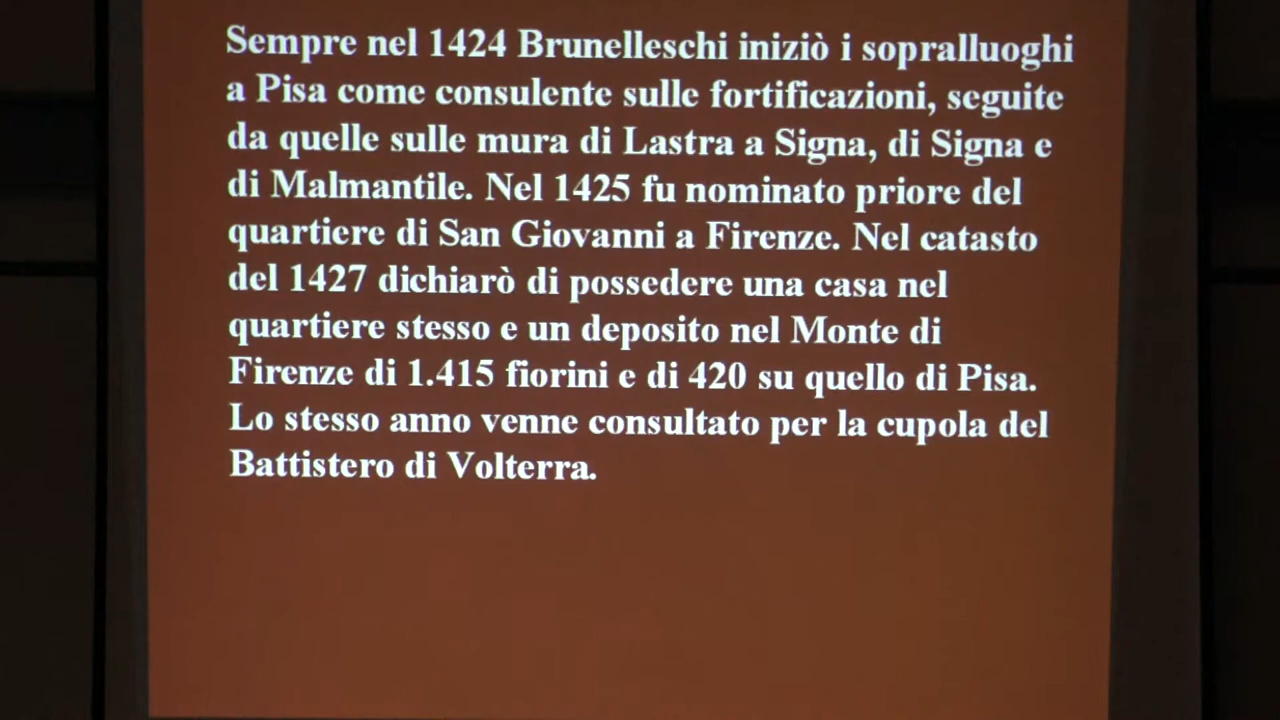 Sempre nel 1424 Brunelleschi iniziò i sopralluoghi
a Pisa come consulente sulle fortificazioni, seguite
da quelle sulle mura di Lastra a Signa, di Signa e
di Malmantile. Nel 1425 fu nominato priore del
quartiere di San Giovanni a Firenze. Nel catasto
del 1427 dichiarò di possedere una casa nel
quartiere stesso e un deposito nel Monte di
Firenze di 1.415 fiorini e di 420 su quello di Pisa.
Lo stesso anno venne consultato per la cupola del
Battistero di Volterra.